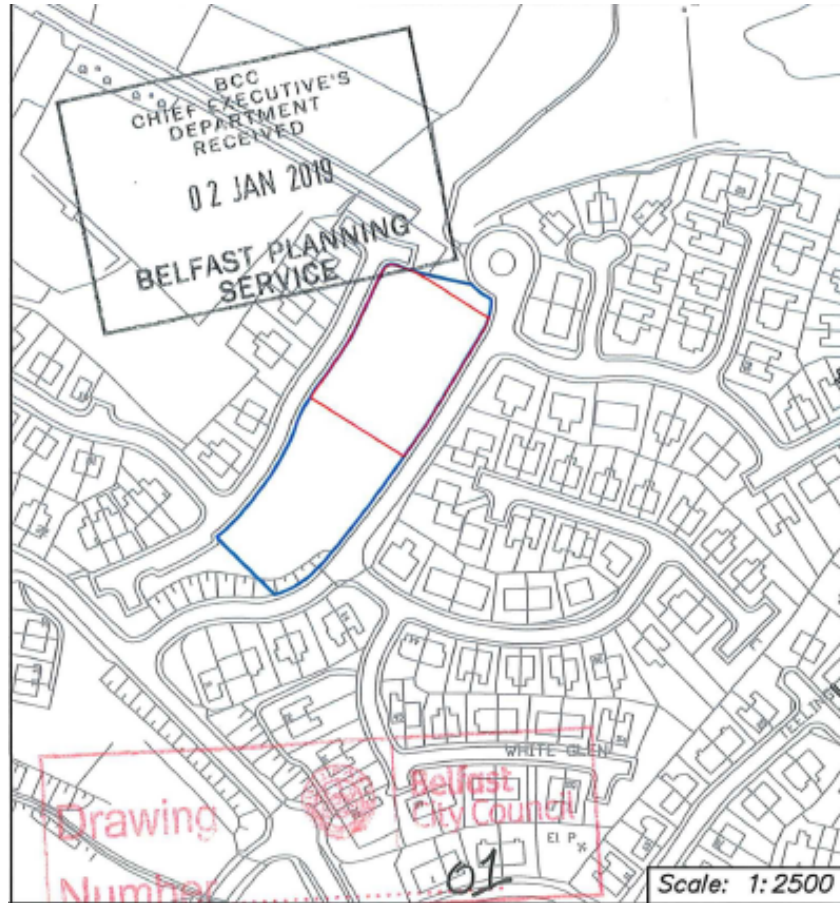 BCC
CHIEF EXECUTIVE'S
DEPARTMENT
RECEIVED
02 JAN 2019
BELFAST PLANNING
SERVICE
WHITE GLEN
Drawing
Number
Belfast
City Council
01
El P
Scale: 1:2500